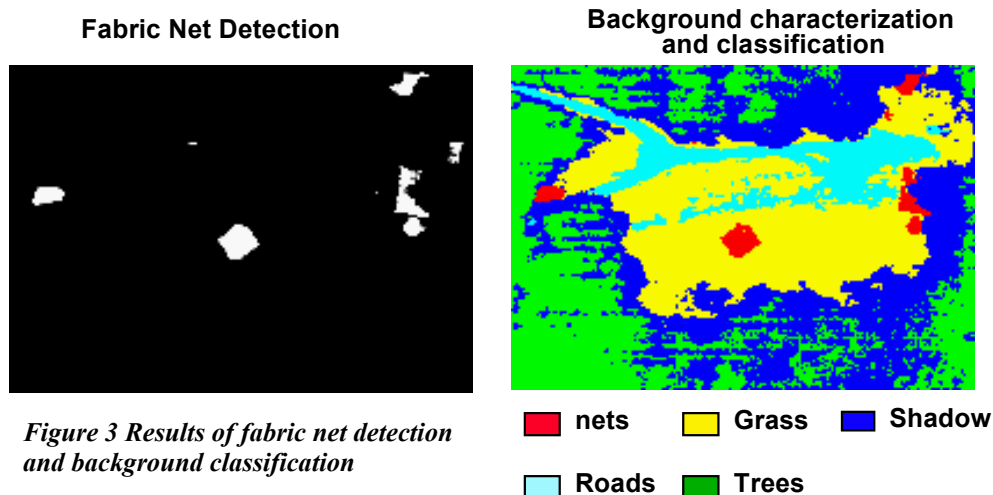 Fabric Net Detection
Background characterization
and classification
Figure 3 Results of fabric net detection
and background classification
nets
Grass
Shadow
Roads
Trees